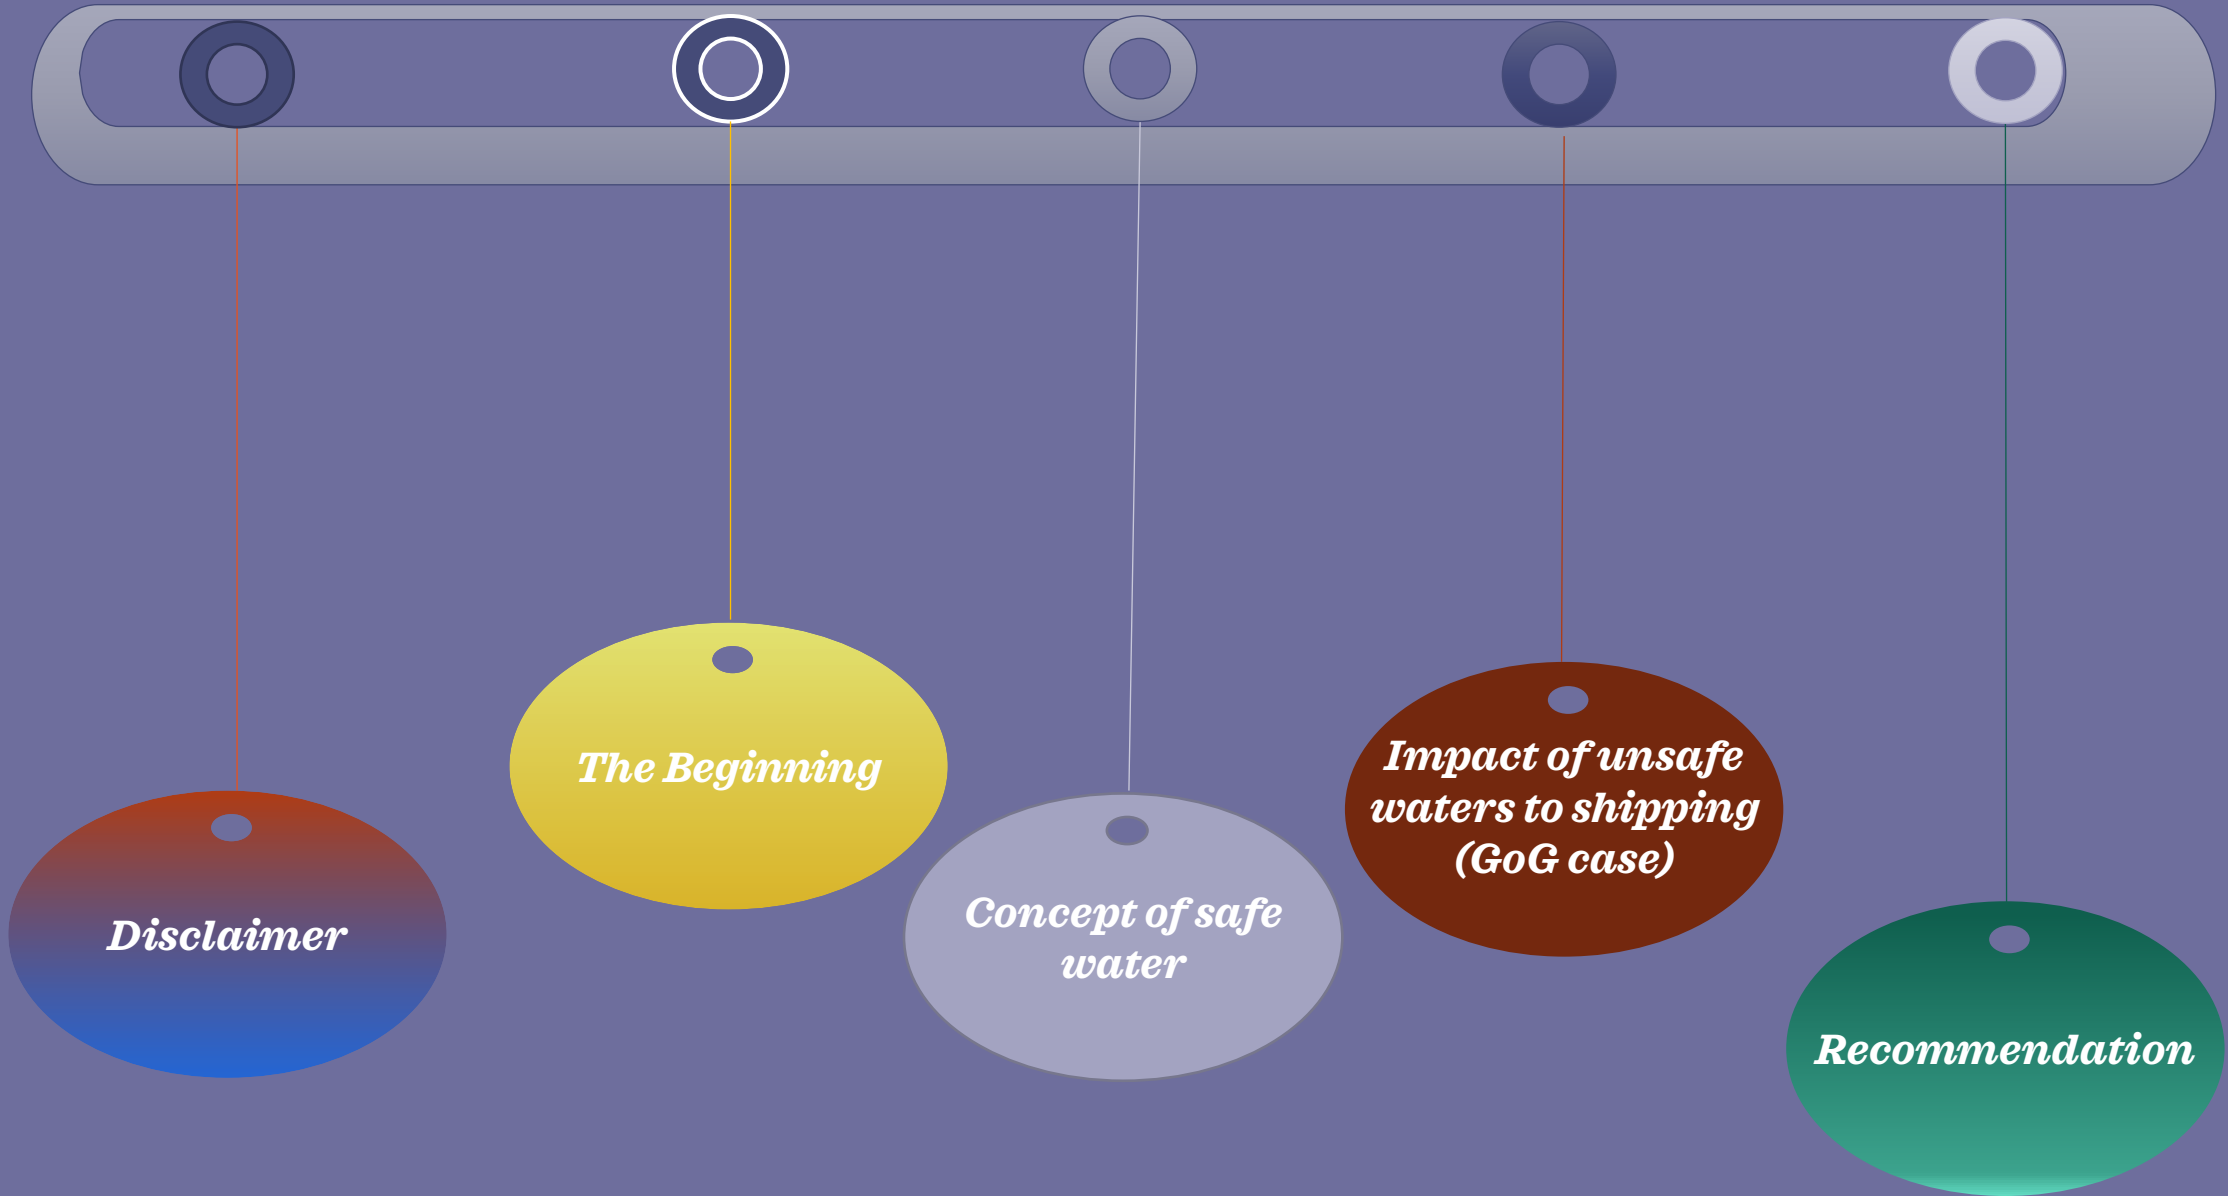 Disclaimer
The Beginning
Concept of safe
water
Impact of unsafe
waters to shipping
(GoG case)
Recommendation